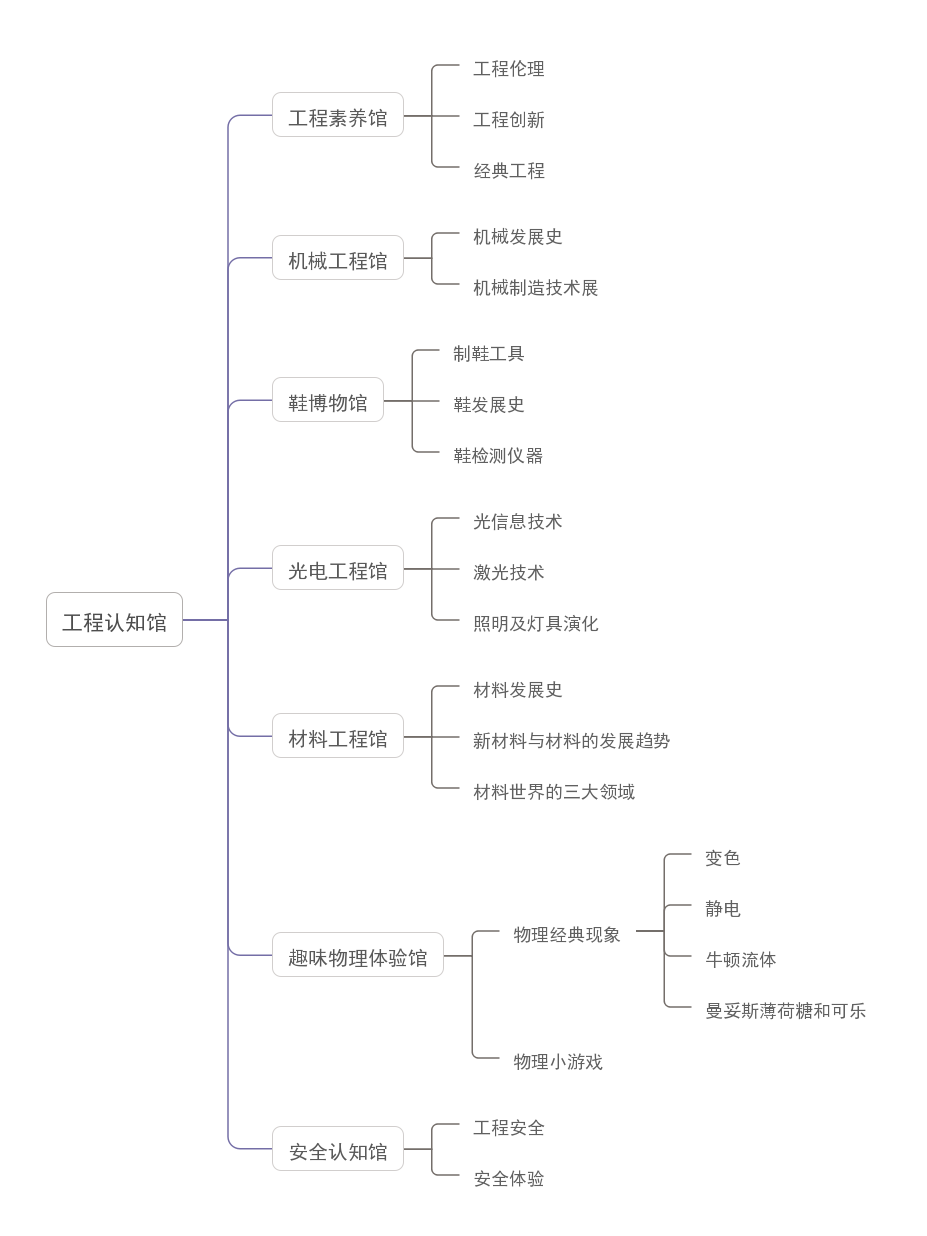 工程认知馆
工程素养馆
工程伦理
工程创新
经典工程
机械工程馆
机械发展史
机械制造技术展
鞋博物馆
制鞋工具
鞋发展史
鞋检测仪器
光电工程馆
光信息技术
激光技术
照明及灯具演化
材料工程馆
材料发展史
新材料与材料的发展趋势
材料世界的三大领域
趣味物理体验馆
物理经典现象
变色
静电
牛顿流体
曼妥斯薄荷糖和可乐
物理小游戏
安全认知馆
工程安全
安全体验